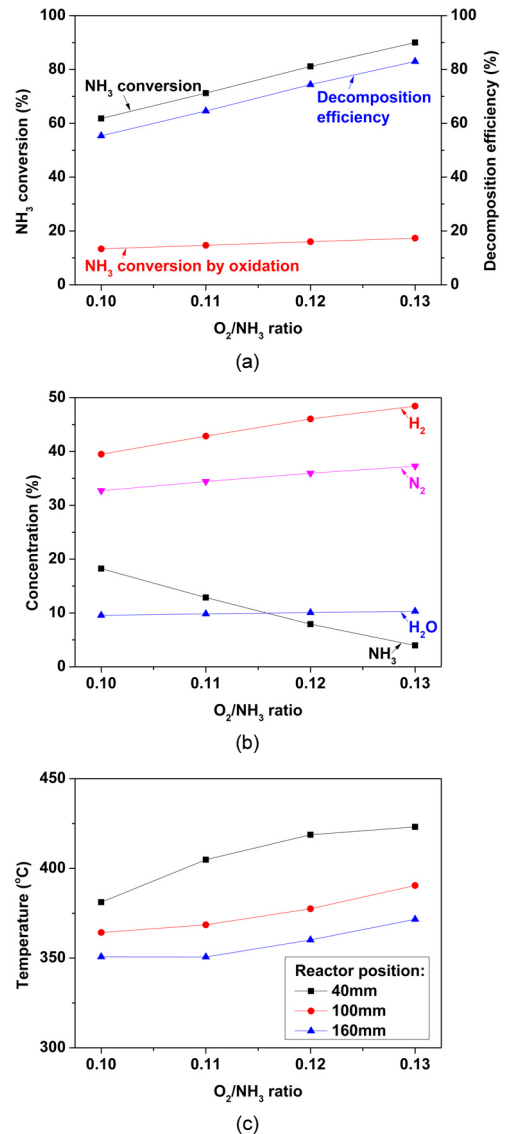 100
80
60
40
20
0
100
80
60
40
20
0
NH3 conversion (%)
Decomposition efficiency (%)
NH3 conversion
Decomposition
efficiency
NH3 conversion by oxidation
0.10 0.11 0.12 0.13
O2/NH3 ratio
(a)
50
40
30
20
10
0
Concentration (%)
H2
N2
H2O
NH3
0.10 0.11 0.12 0.13
O2/NH3 ratio
(b)
450
400
350
300
Temperature (°C)
Reactor position:
40mm
100mm
160mm
0.10 0.11 0.12 0.13
O2/NH3 ratio
(c)